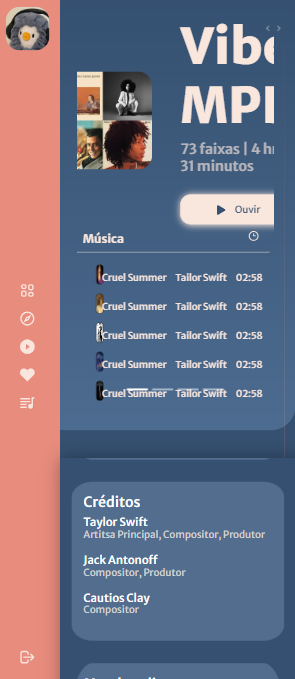 Vibe
MPI
73 faixas | 4 h
31 minutos
Ouvir
Música
Cruel Summer Tailor Swift 02:58
Cruel Summer Tailor Swift 02:58
Cruel Summer Tailor Swift 02:58
Cruel Summer Tailor Swift 02:58
Cruel Summer Tailor Swift 02:58
Créditos
Taylor Swift
Artitsa Principal, Compositor, Produtor
Jack Antonoff
Compositor, Produtor
Cautios Clay
Compositor